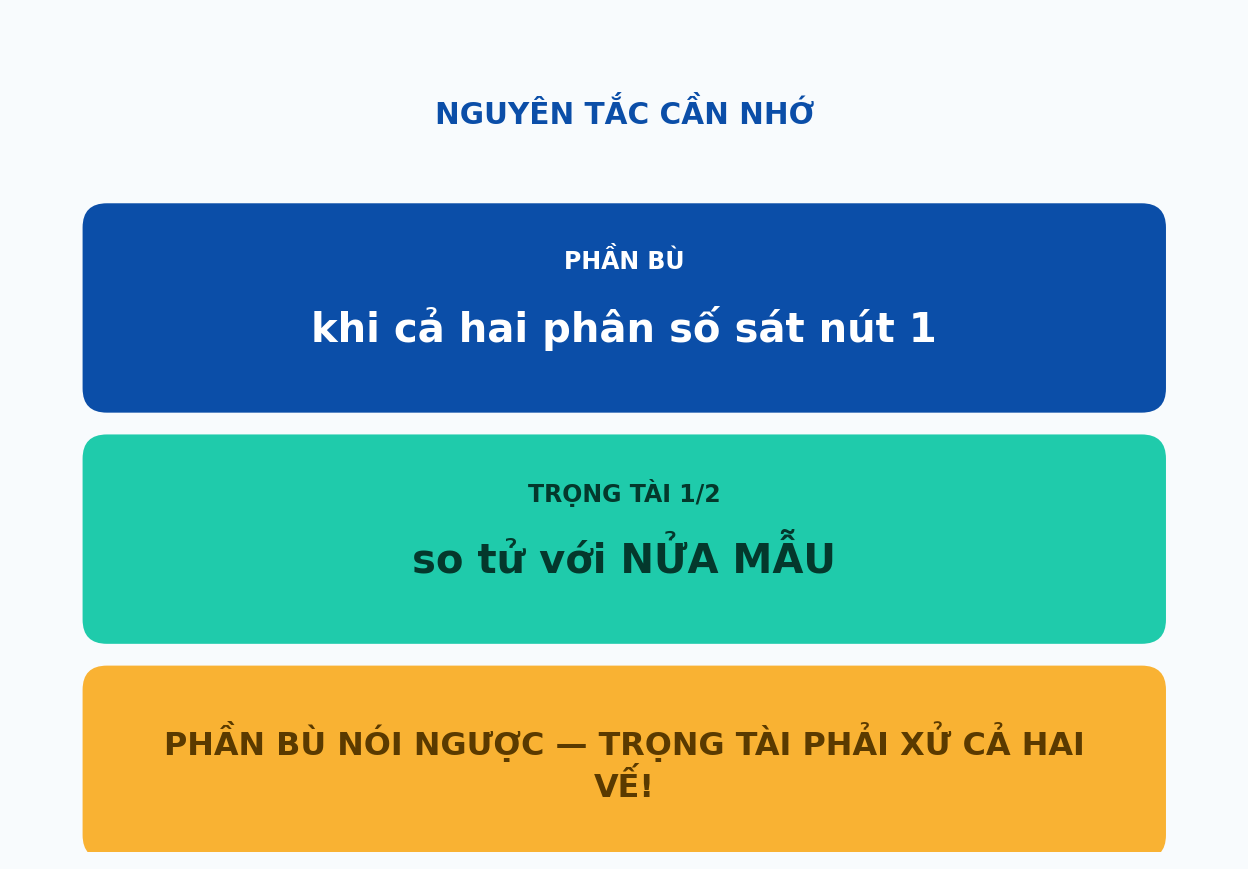 NGUYÊN TẮC CẦN NHỚ
PHẦN BÙ
khi cả hai phân số sát nút 1
TRỌNG TÀI 1/2
so tử với NỬA MẪU
PHẦN BÙ NÓI NGƯỢC — TRỌNG TÀI PHẢI XỬ CẢ HAI
VẾ!